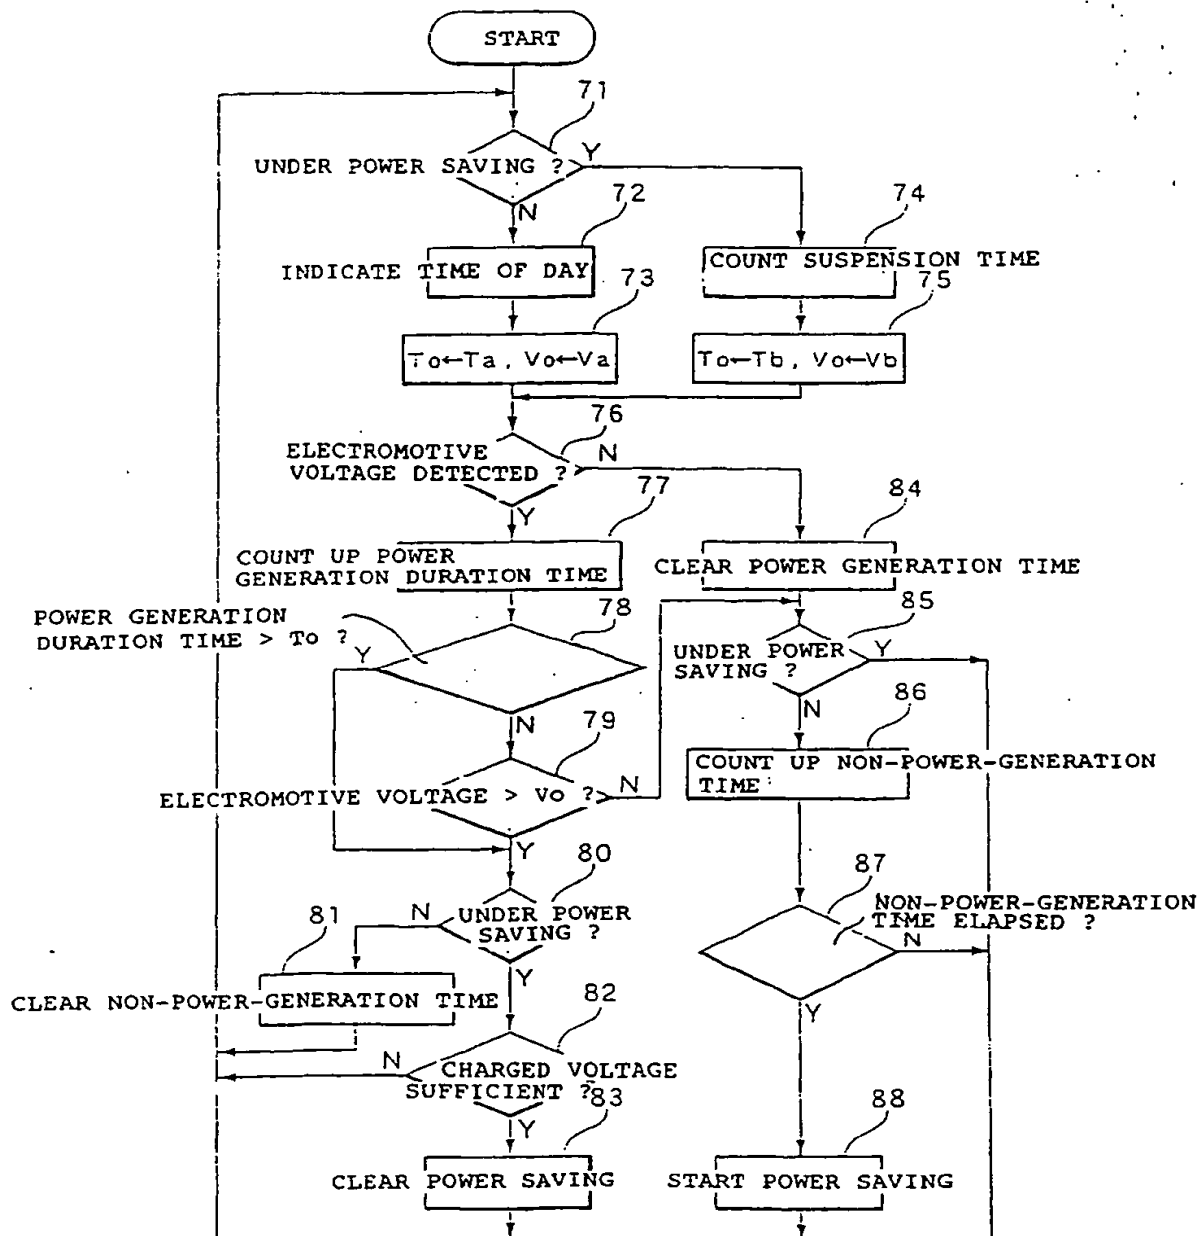 START
71
UNDER POWER SAVING ?
Y
N
72
74
INDICATE TIME OF DAY
COUNT SUSPENSION TIME
73
75
To←Ta, Vo←Va
To←Tb, Vo←Vb
76
ELECTROMOTIVE
VOLTAGE DETECTED ?
N
Y
77
84
COUNT UP POWER
GENERATION DURATION TIME
CLEAR POWER GENERATION TIME
POWER GENERATION
DURATION TIME > To ?
78
85
Y
N
UNDER POWER
SAVING ?
Y
N
79
86
ELECTROMOTIVE VOLTAGE > Vo ?
N
Y
COUNT UP NON-POWER-GENERATION
TIME
80
87
UNDER POWER
SAVING ?
N
Y
NON-POWER-GENERATION
TIME ELAPSED ?
N
Y
81
CLEAR NON-POWER-GENERATION TIME
82
CHARGED VOLTAGE
SUFFICIENT ?
N
Y
83
88
CLEAR POWER SAVING
START POWER SAVING